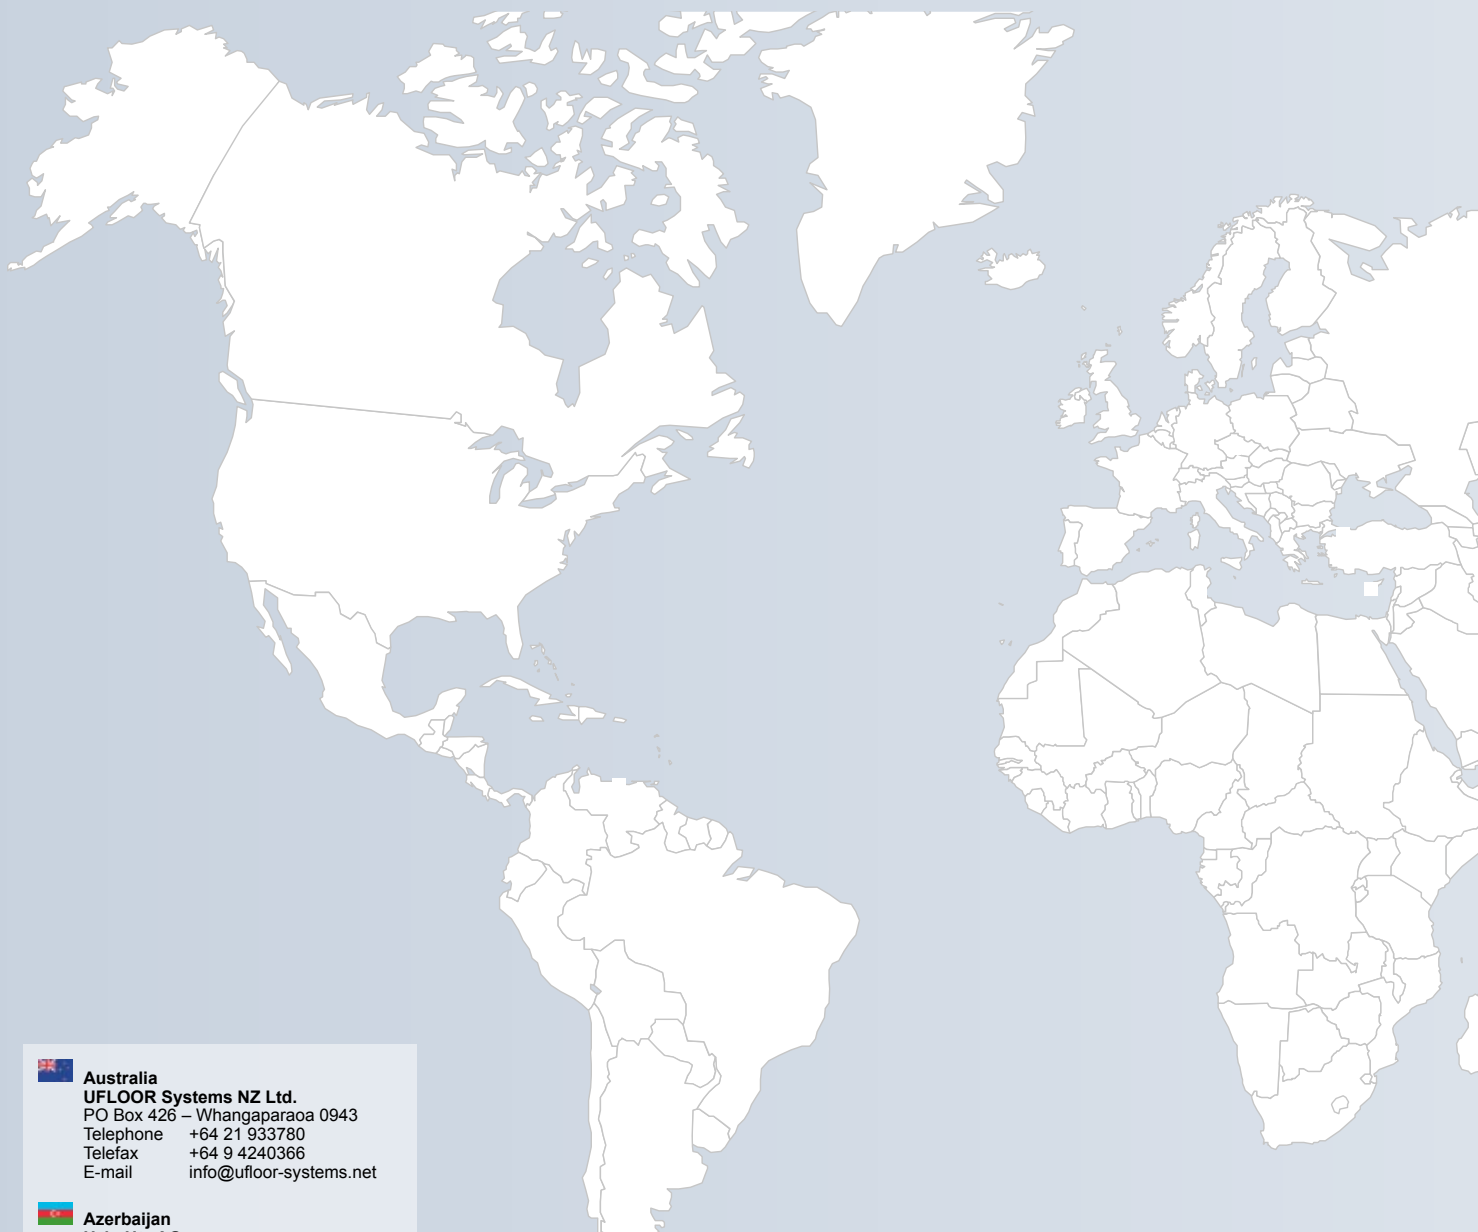 Australia
UFLOOR Systems NZ Ltd.
PO Box 426 – Whangaparaoa 0943
Telephone +64 21 933780
Telefax +64 9 4240366
E-mail info@ufloor-systems.net
Azerbaijan